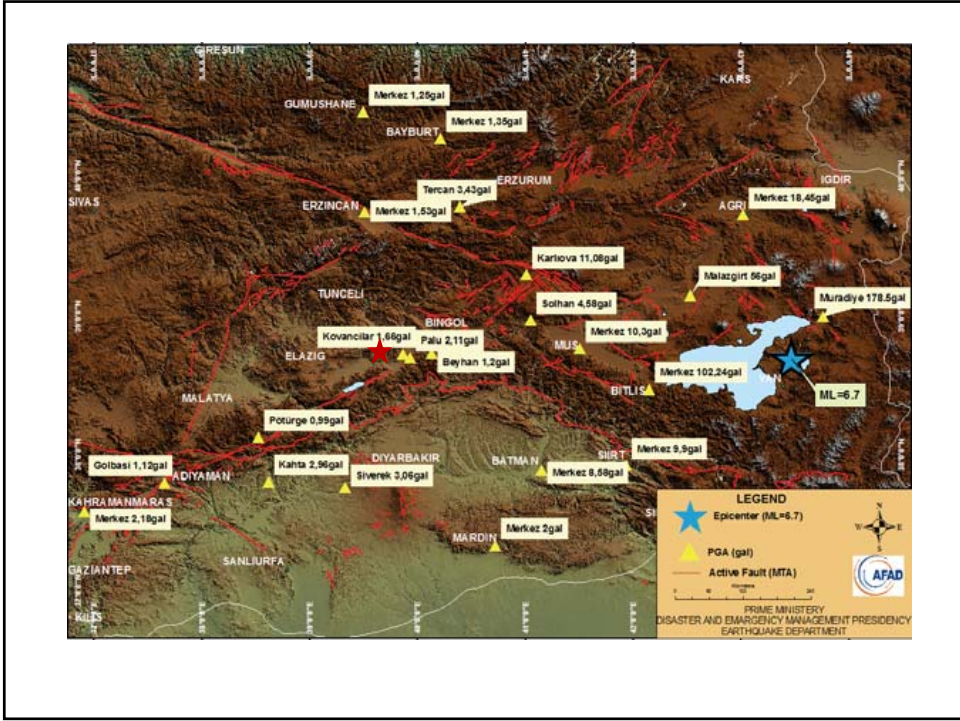 GIRESUN
KARS
Merkez 1,25gal
GUMUSHANE
Merkez 1,35gal
BAYBURT
ERZURUM
IGDIR
Tercan 3,43gal
SIVAS
ERZINCAN
Merkez 1,53gal
AGRI
Merkez 18,45gal
Karlıova 11,08gal
Malazgirt 56gal
TUNCELI
Solhan 4,58gal
Muradiye 178.5gal
BINGOL
Kovancilar 1,66gal
Palu 2,11gal
MUS
Merkez 10,3gal
ELAZIG
Beyhan 1,2gal
Merkez 102,24gal
VAN
BITLIS
ML=6.7
MALATYA
Pötürge 0,99gal
Merkez 9,9gal
SIIRT
DIYARBAKIR
BATMAN
Golbasi 1,12gal
ADIYAMAN
Kahta 2,96gal
Siverek 3,06gal
Merkez 8,58gal
KAHRAMANMARAS
Merkez 2,18gal
MARDIN
Merkez 2gal
SANLIURFA
GAZIANTEP
KILIS
LEGEND
Epicenter (ML=6.7)
N
W
E
S
PGA (gal)
Active Fault (MTA)
AFAD
PRIME MINISTERY
DISASTER AND EMARGENCY MANAGEMENT PRESIDENCY
EARTHQUAKE DEPARTMENT